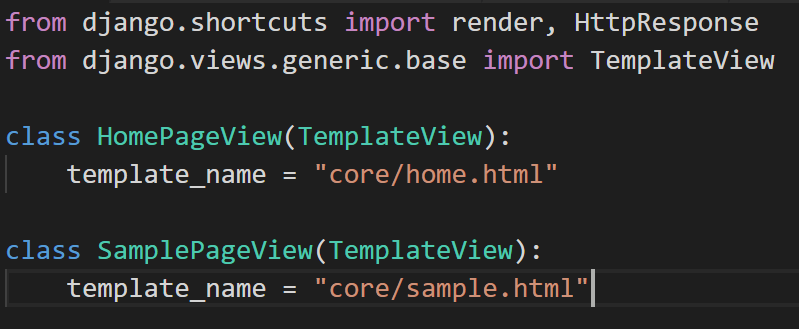 from django.shortcuts import render, HttpResponse
from django.views.generic.base import TemplateView
class HomePageView(TemplateView):
    template_name = "core/home.html"
class SamplePageView(TemplateView):
    template_name = "core/sample.html"